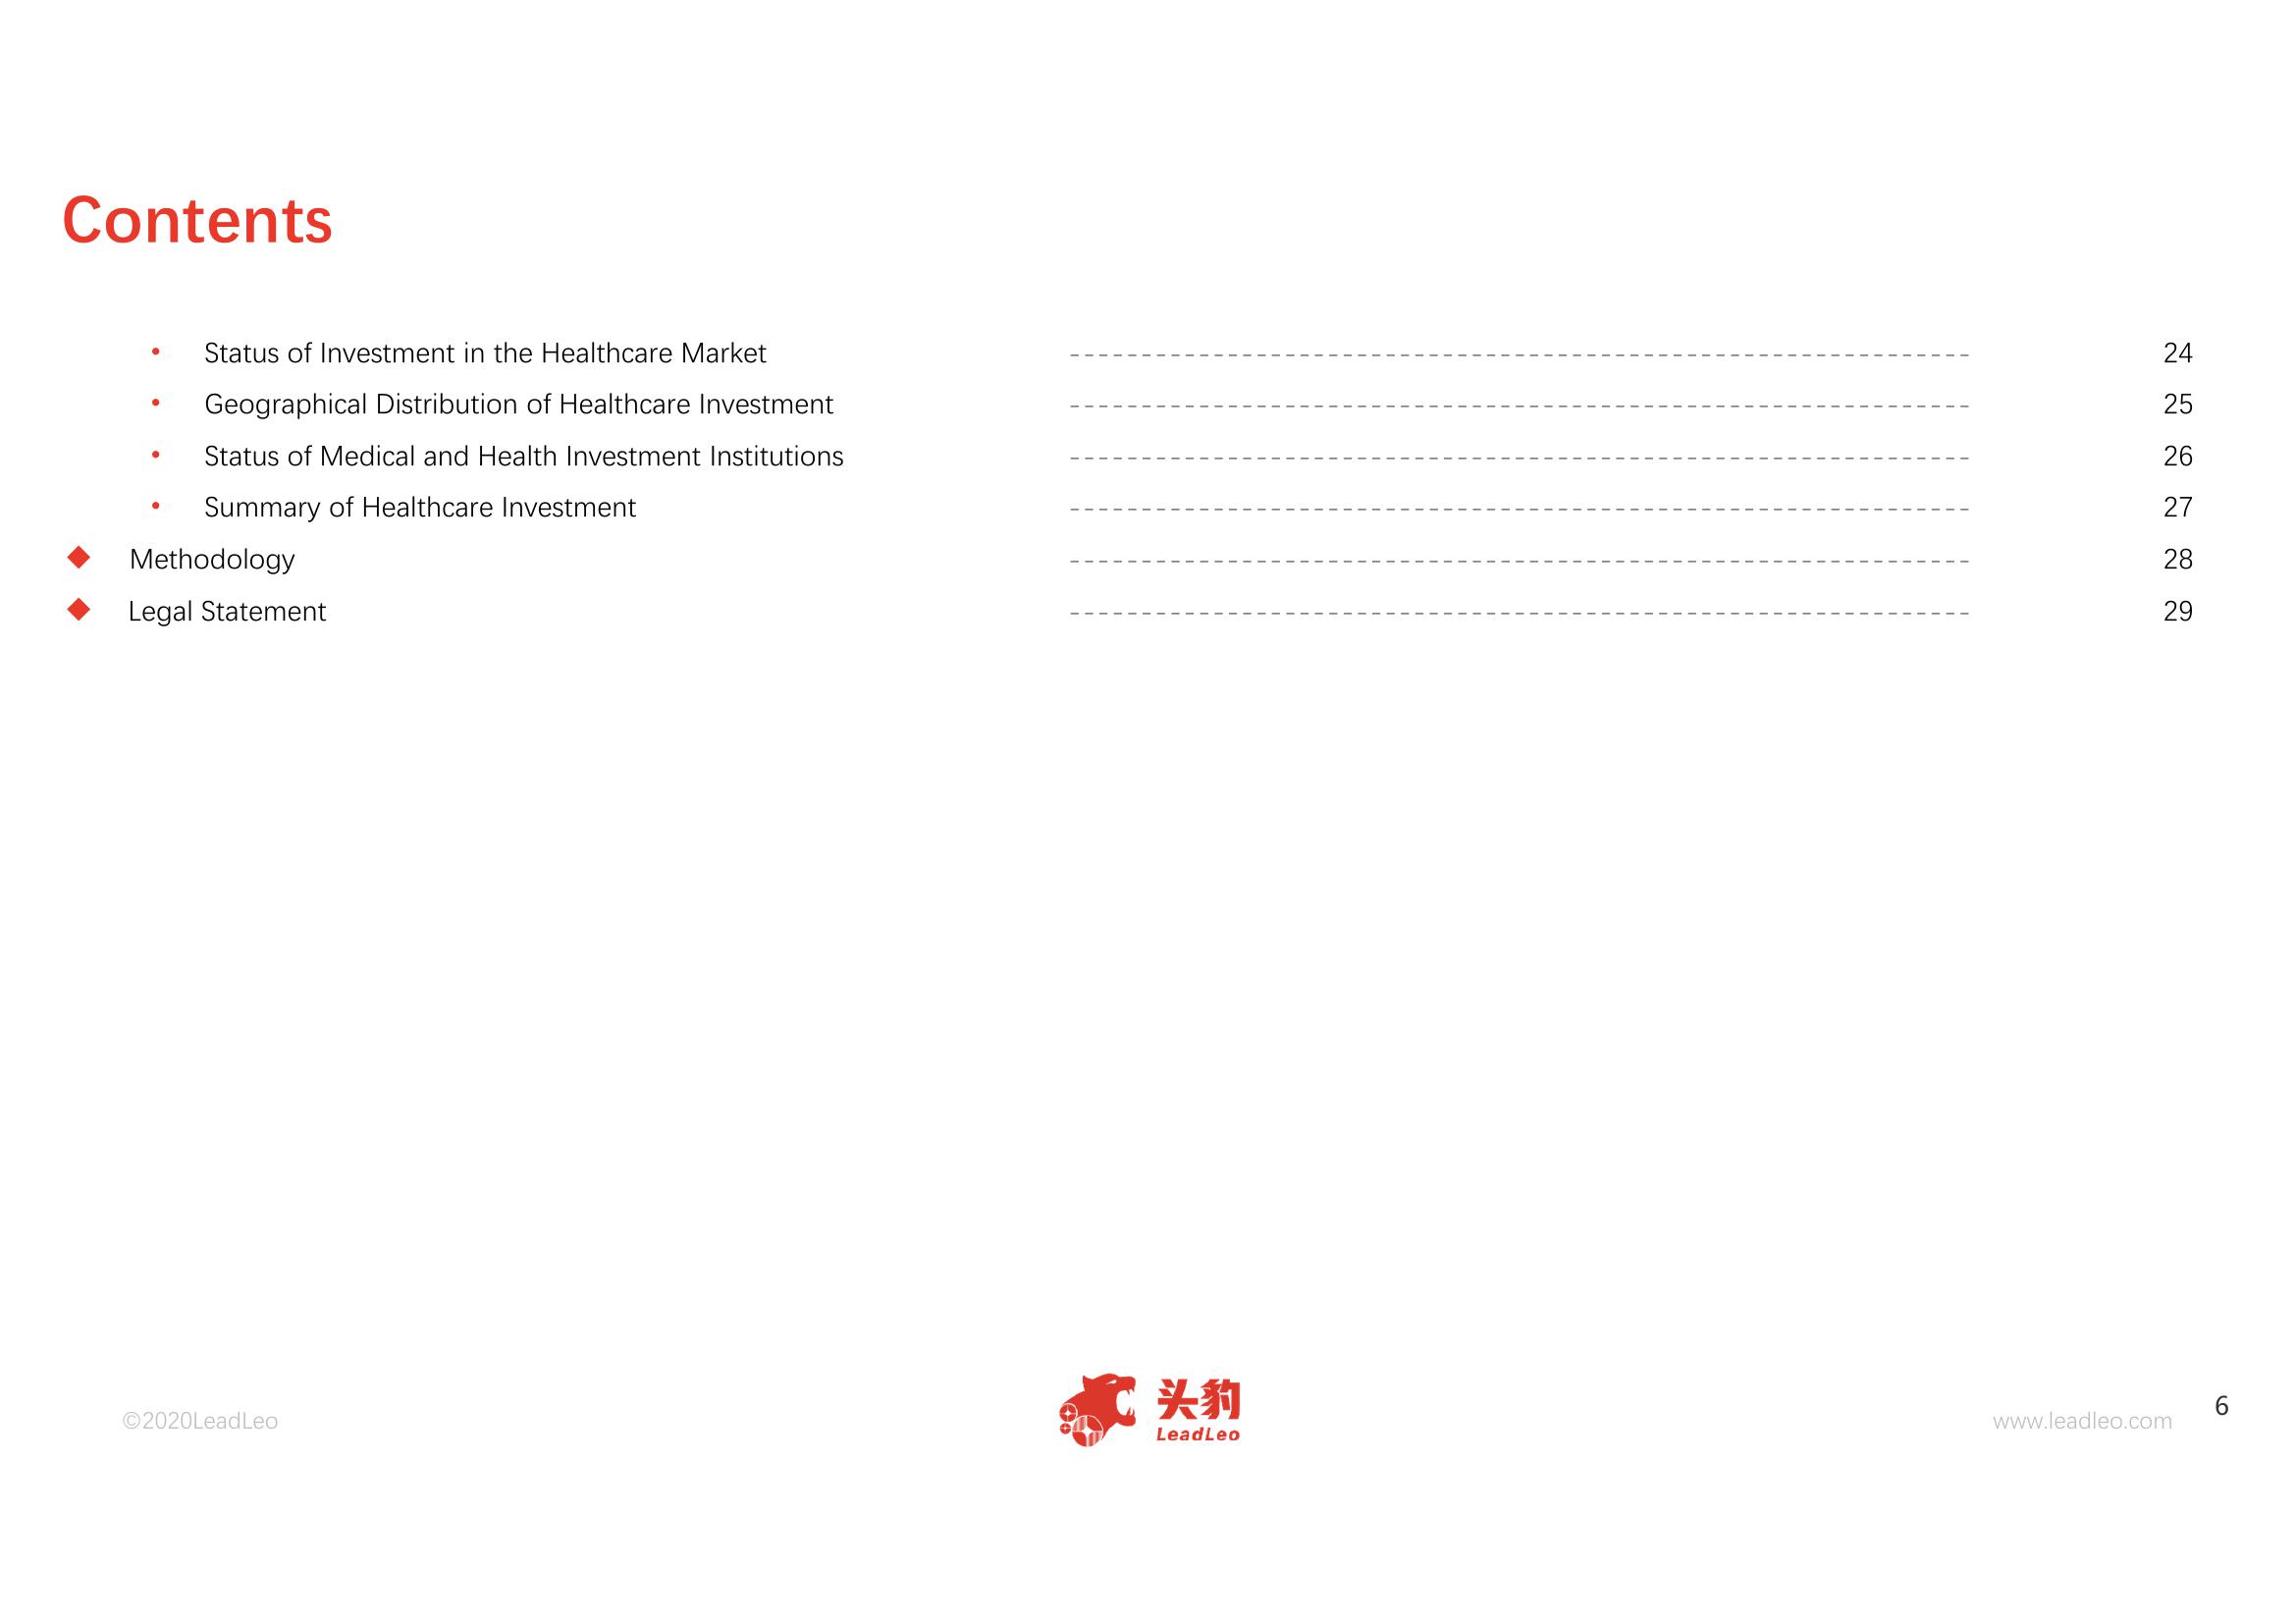 Contents
• Status of Investment in the Healthcare Market ---------------------------------------------------------------- 24
• Geographical Distribution of Healthcare Investment ---------------------------------------------------------------- 25
• Status of Medical and Health Investment Institutions ---------------------------------------------------------------- 26
• Summary of Healthcare Investment ---------------------------------------------------------------- 27
◆ Methodology ---------------------------------------------------------------- 28
◆ Legal Statement ---------------------------------------------------------------- 29
头豹
LeadLeo
©2020LeadLeo
www.leadleo.com
6